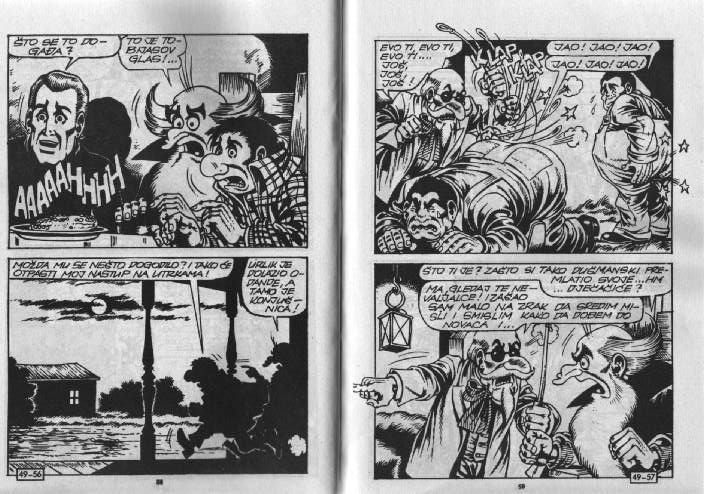 ŠTO SE TO DO-
GAĐA?
TO JE TO-
BIJASOV
GLAS!...
AAAAAHHHH
MOŽDA MU SE NEŠTO DOGODILO? I TAKO ĆE
OTPASTI MOJ NASTUP NA UTRKAMA!
URLIK JE
DOLAZIO O-
DANDE, A
TAMO JE
KONJUŠ-
NICA!
49-56
58
EVO TI, EVO TI,
EVO TI....
JOŠ,
JOŠ,
JOŠ!
KLAP
KLAP
JAO! JAO! JAO!
JAO! JAO! JAO!
ŠTO TI JE? ZAŠTO SI TAKO DUŠMANSKI PRE-
MLATIO SVOJE...HM
... DJEČAČIĆE?
MA, GLEDAJ TE NE-
VALJALCE! IZAŠAO
SAM MALO NA ZRAK DA SREDIM MI-
SLI I SMISLIM KAKO DA DOĐEM DO
NOVACA I...
59
49-57